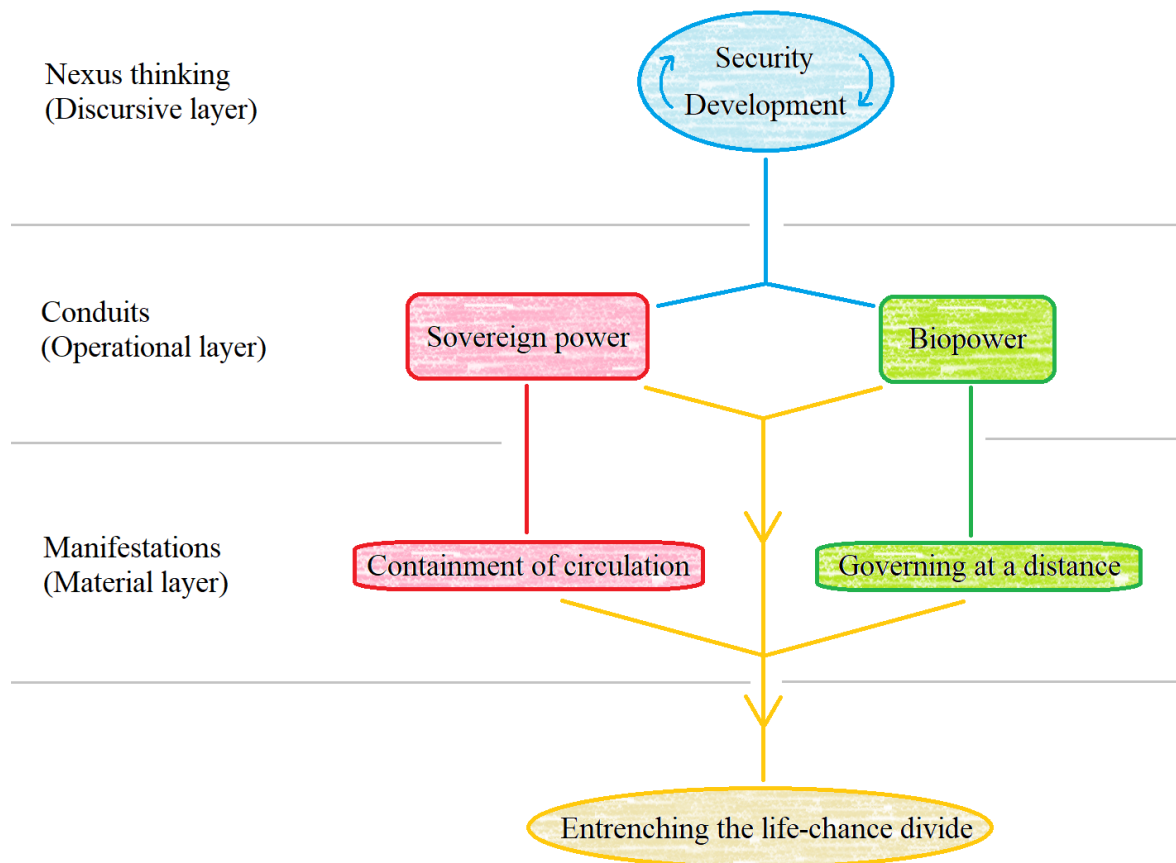 Nexus thinking
(Discursive layer)
Security
Development
Conduits
(Operational layer)
Sovereign power
Biopower
Manifestations
(Material layer)
Containment of circulation
Governing at a distance
Entrenching the life-chance divide